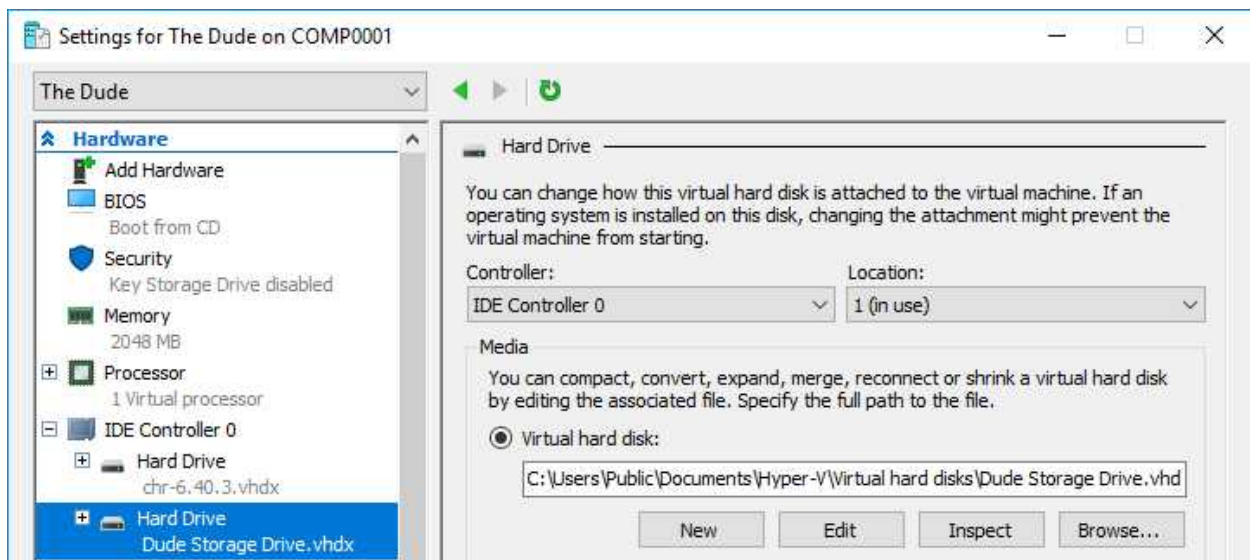 Settings for The Dude on COMP0001
The Dude
Hardware
Add Hardware
BIOS
Boot from CD
Security
Key Storage Drive disabled
Memory
2048 MB
Processor
1 Virtual processor
IDE Controller 0
Hard Drive
chr-6.40.3.vhdx
Hard Drive
Dude Storage Drive.vhdx
Hard Drive
You can change how this virtual hard disk is attached to the virtual machine. If an
operating system is installed on this disk, changing the attachment might prevent the
virtual machine from starting.
Controller:
Location:
IDE Controller 0
1 (in use)
Media
You can compact, convert, expand, merge, reconnect or shrink a virtual hard disk
by editing the associated file. Specify the full path to the file.
Virtual hard disk:
C:\Users\Public\Documents\Hyper-V\Virtual hard disks\Dude Storage Drive.vhd
New
Edit
Inspect
Browse...